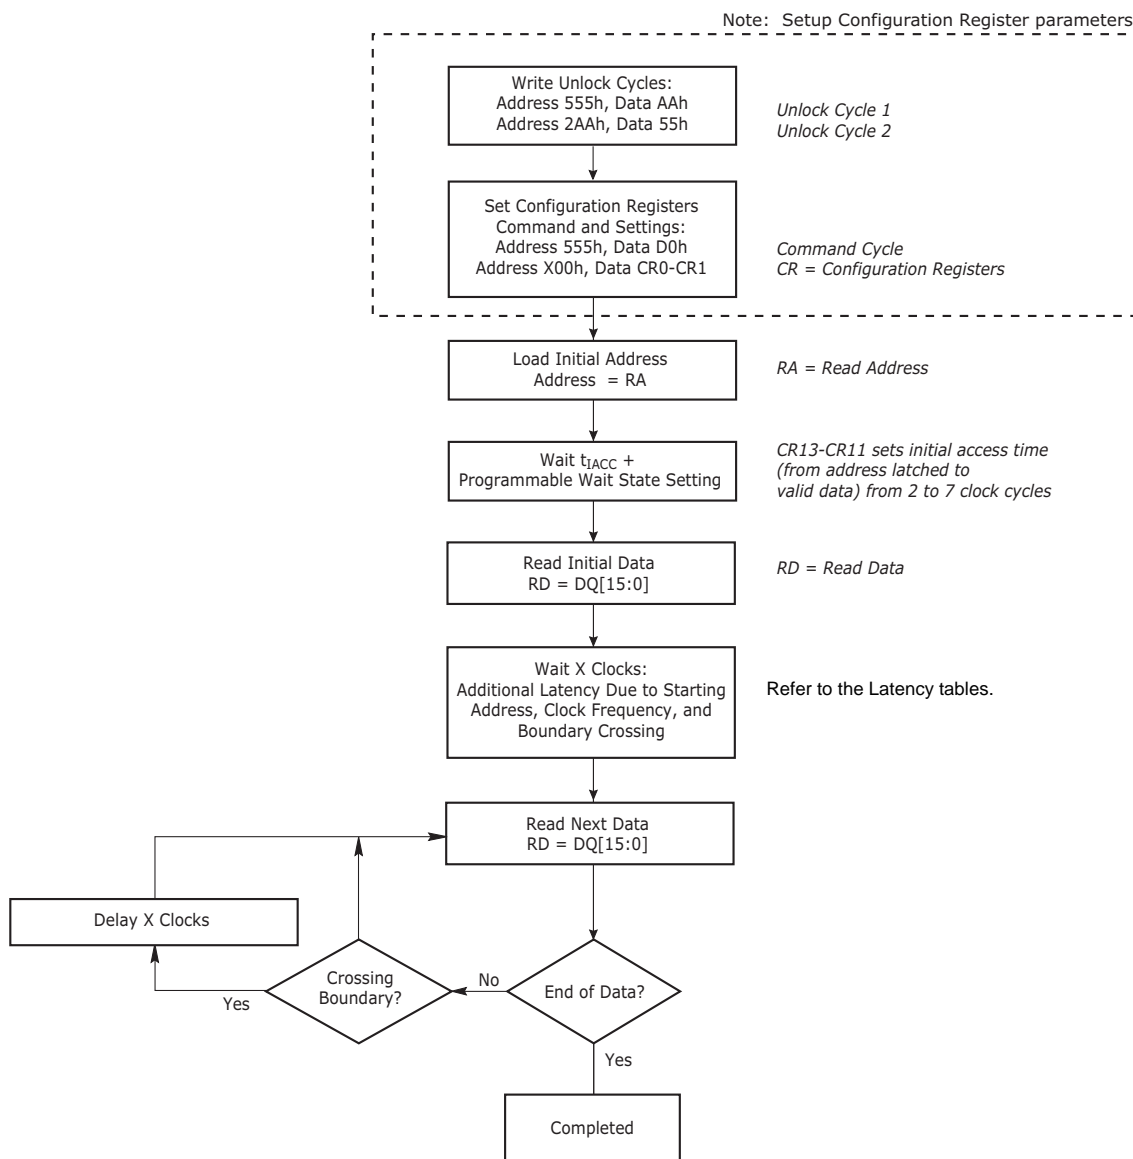 Note: Setup Configuration Register parameters
Write Unlock Cycles:
Address 555h, Data AAh
Address 2AAh, Data 55h
Unlock Cycle 1
Unlock Cycle 2
Set Configuration Registers
Command and Settings:
Address 555h, Data D0h
Address X00h, Data CR0-CR1
Command Cycle
CR = Configuration Registers
Load Initial Address
Address = RA
RA = Read Address
Wait tIACC +
Programmable Wait State Setting
CR13-CR11 sets initial access time
(from address latched to
valid data) from 2 to 7 clock cycles
Read Initial Data
RD = DQ[15:0]
RD = Read Data
Wait X Clocks:
Additional Latency Due to Starting
Address, Clock Frequency, and
Boundary Crossing
Refer to the Latency tables.
Read Next Data
RD = DQ[15:0]
Delay X Clocks
Crossing
Boundary?
Yes
No
End of Data?
Yes
Completed